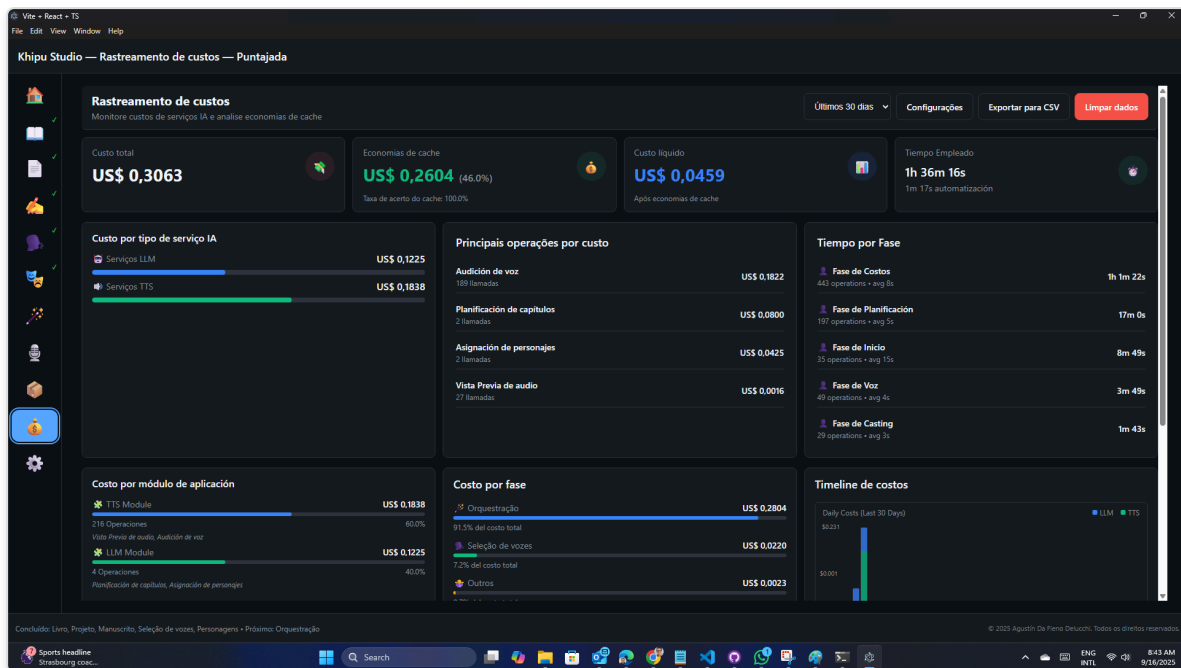 Vite + React + TS
File Edit View Window Help
Khipu Studio — Rastreamento de custos — Puntajada
Rastreamento de custos
Monitore custos de serviços IA e analise economias de cache
Últimos 30 dias
Configurações
Exportar para CSV
Limpar dados
Custo total
US$ 0,3063
Economias de cache
US$ 0,2604 (46.0%)
Taxa de acerto do cache: 100.0%
Custo líquido
US$ 0,0459
Após economias de cache
Tiempo Empleado
1h 36m 16s
1m 17s automatización
Custo por tipo de serviço IA
Serviços LLM US$ 0,1225
Serviços TTS US$ 0,1838
Principais operações por custo
Audición de voz
189 llamadas
US$ 0,1822
Planificación de capítulos
2 llamadas
US$ 0,0800
Asignación de personajes
2 llamadas
US$ 0,0425
Vista Previa de audio
27 llamadas
US$ 0,0016
Tiempo por Fase
Fase de Costos
443 operations • avg 8s
1h 1m 22s
Fase de Planificación
197 operations • avg 5s
17m 0s
Fase de Inicio
35 operations • avg 15s
8m 49s
Fase de Voz
49 operations • avg 4s
3m 49s
Fase de Casting
29 operations • avg 3s
1m 43s
Costo por módulo de aplicación
TTS Module US$ 0,1838
216 Operaciones 60.0%
Vista Previa de audio, Audición de voz
LLM Module US$ 0,1225
4 Operaciones 40.0%
Planificación de capítulos, Asignación de personajes
Costo por fase
Orquestração US$ 0,2804
91.5% del costo total
Seleção de vozes US$ 0,0220
7.2% del costo total
Outros US$ 0,0023
Timeline de costos
Daily Costs (Last 30 Days)
LLM TTS
$0.231
$0.001
Concluído: Livro, Projeto, Manuscrito, Seleção de vozes, Personagens • Próximo: Orquestração
© 2025 Agustín Da Fieno Delucchi. Todos os direitos reservados.
7
Sports headline
Strasbourg coac...
Search
ENG
INTL
8:43 AM
9/16/2025